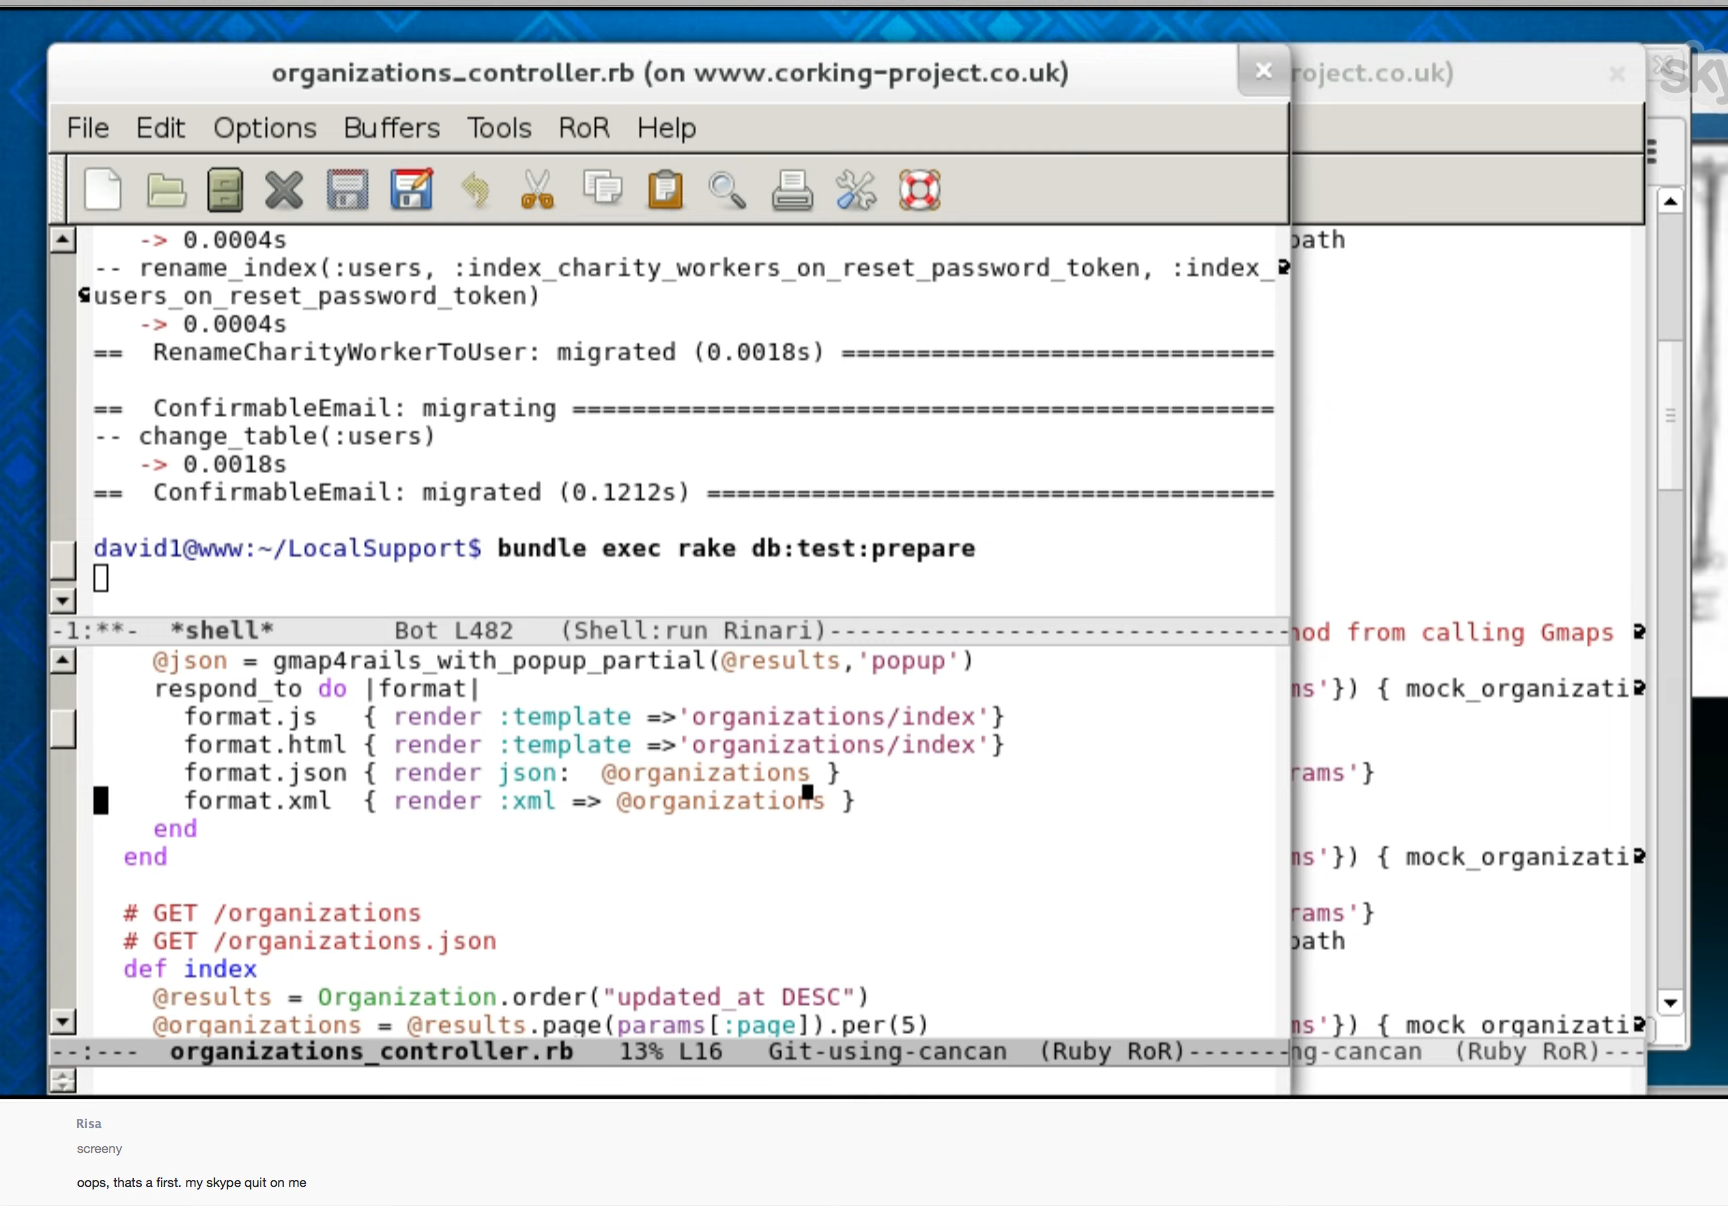 organizations_controller.rb (on www.corking-project.co.uk)
roject.co.uk)
sky
File Edit Options Buffers Tools RoR Help
-> 0.0004s
-- rename_index(:users, :index_charity_workers_on_reset_password_token, :index_
users_on_reset_password_token)
-> 0.0004s
== RenameCharityWorkerToUser: migrated (0.0018s) =============================
== ConfirmableEmail: migrating ===============================================
-- change_table(:users)
-> 0.0018s
== ConfirmableEmail: migrated (0.1212s) ======================================
david1@www:~/LocalSupport$ bundle exec rake db:test:prepare
-1:**- *shell* Bot L482 (Shell:run Rinari)-------------------------------
@json = gmap4rails_with_popup_partial(@results,'popup')
respond_to do |format|
format.js { render :template =>'organizations/index'}
format.html { render :template =>'organizations/index'}
format.json { render json: @organizations }
format.xml { render :xml => @organizations }
end
end
# GET /organizations
# GET /organizations.json
def index
@results = Organization.order("updated_at DESC")
@organizations = @results.page(params[:page]).per(5)
--:--- organizations_controller.rb 13% L16 Git-using-cancan (Ruby RoR)-------
path
hod from calling Gmaps
ms'}) { mock_organizati
rams'}
ms'}) { mock_organizati
rams'}
path
ms'}) { mock_organizati
ng-cancan (Ruby RoR)---
Risa
screeny
oops, thats a first. my skype quit on me